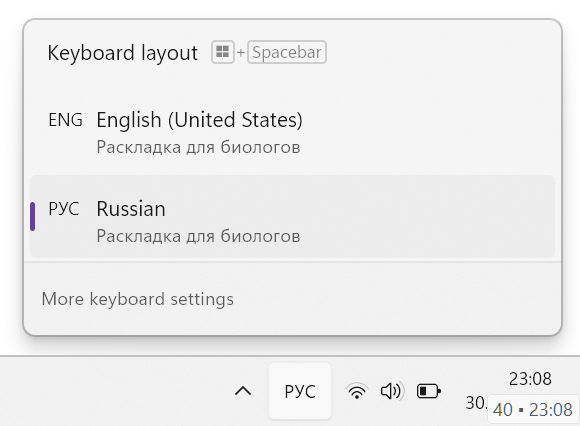 Keyboard layout + Spacebar
ENG English (United States)
Раскладка для биологов
РУС Russian
Раскладка для биологов
More keyboard settings
РУС
23:08
30.
40 ▪ 23:08